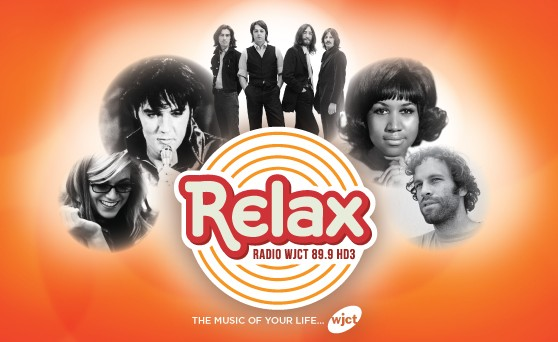 Relax
RADIO WJCT 89.9 HD3
THE MUSIC OF YOUR LIFE... wjct